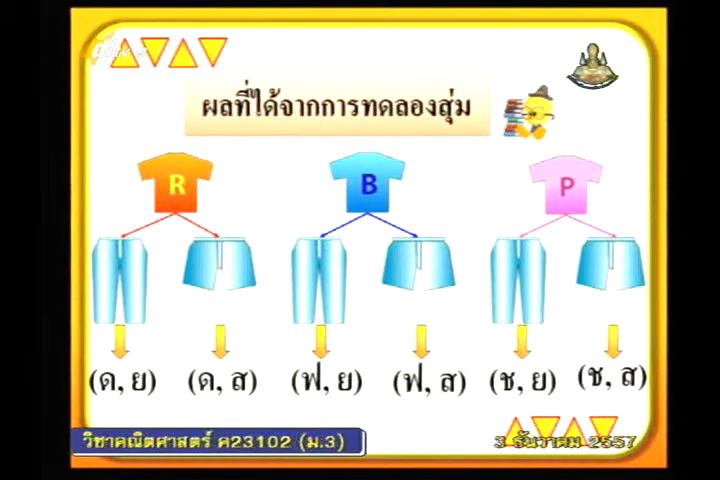 ผลที่ได้จากการทดลองสุ่ม
R B P
(ด, ย) (ด, ส) (ฟ, ย) (ฟ, ส) (ช, ย) (ช, ส)
วิชาคณิตศาสตร์ ค23102 (ม.3)
3 ธันวาคม 2557